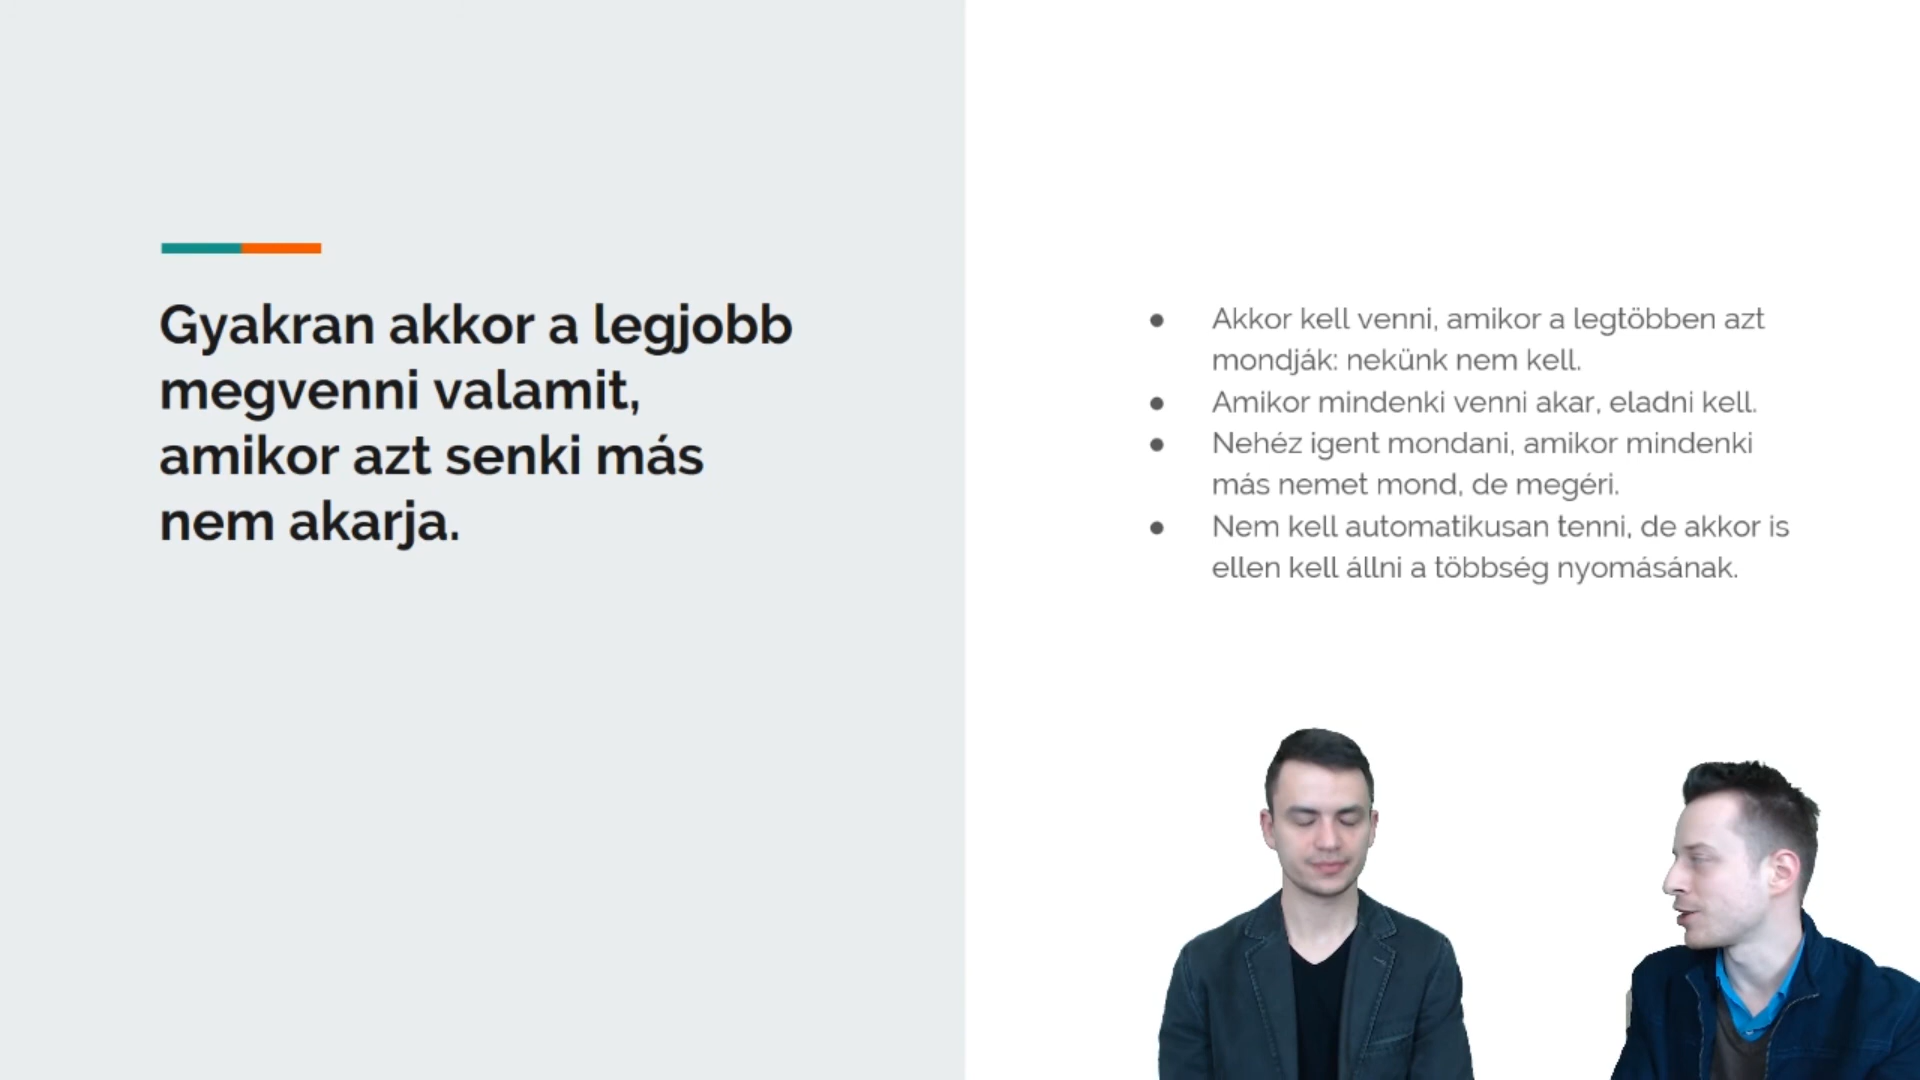 Gyakran akkor a legjobb
megvenni valamit,
amikor azt senki más
nem akarja.
● Akkor kell venni, amikor a legtöbben azt
mondják: nekünk nem kell.
● Amikor mindenki venni akar, eladni kell.
● Nehéz igent mondani, amikor mindenki
más nemet mond, de megéri.
● Nem kell automatikusan tenni, de akkor is
ellen kell állni a többség nyomásának.